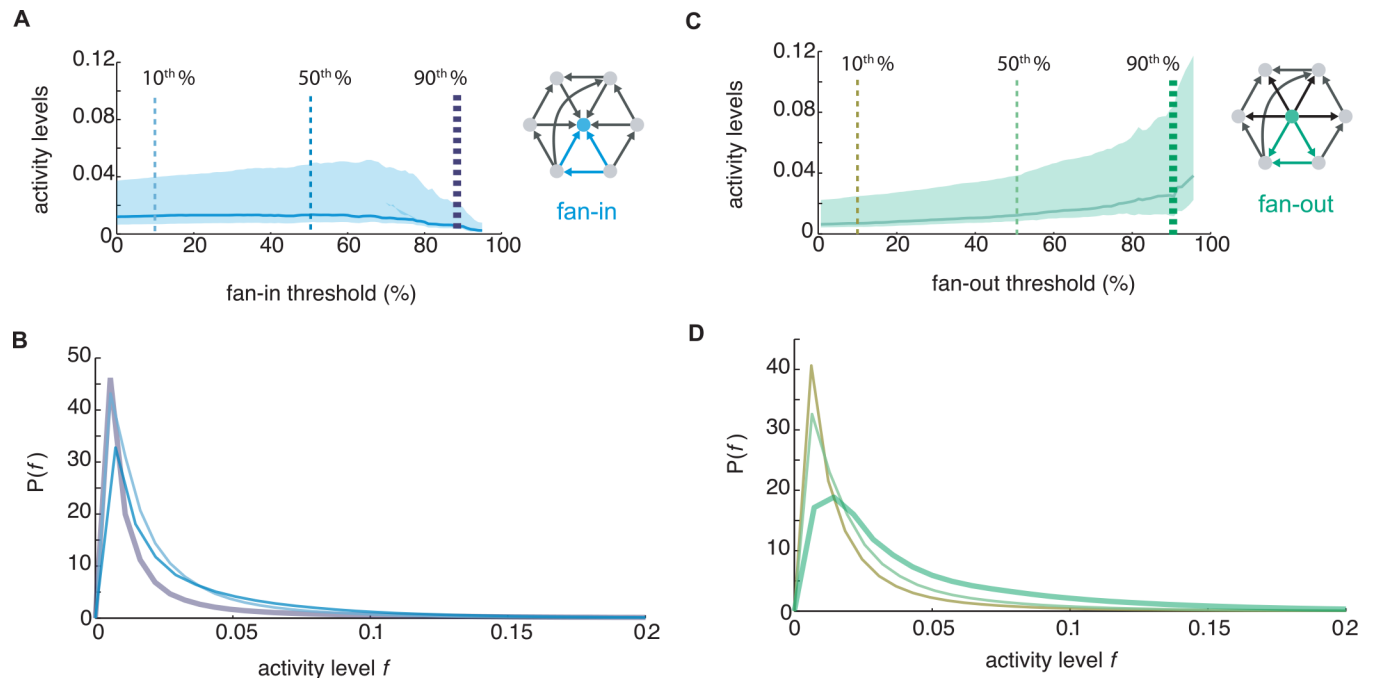 A
activity levels
0.12
0.08
0.04
0
10th %
50th %
90th %
0
20
40
60
80
100
fan-in threshold (%)
fan-in
C
activity levels
0.12
0.08
0.04
0
10th %
50th %
90th %
0
20
40
60
80
100
fan-out threshold (%)
fan-out
B
P(f)
50
40
30
20
10
0
0
0.05
0.1
0.15
0.2
activity level f
D
P(f)
40
30
20
10
0
0
0.05
0.1
0.15
0.2
activity level f